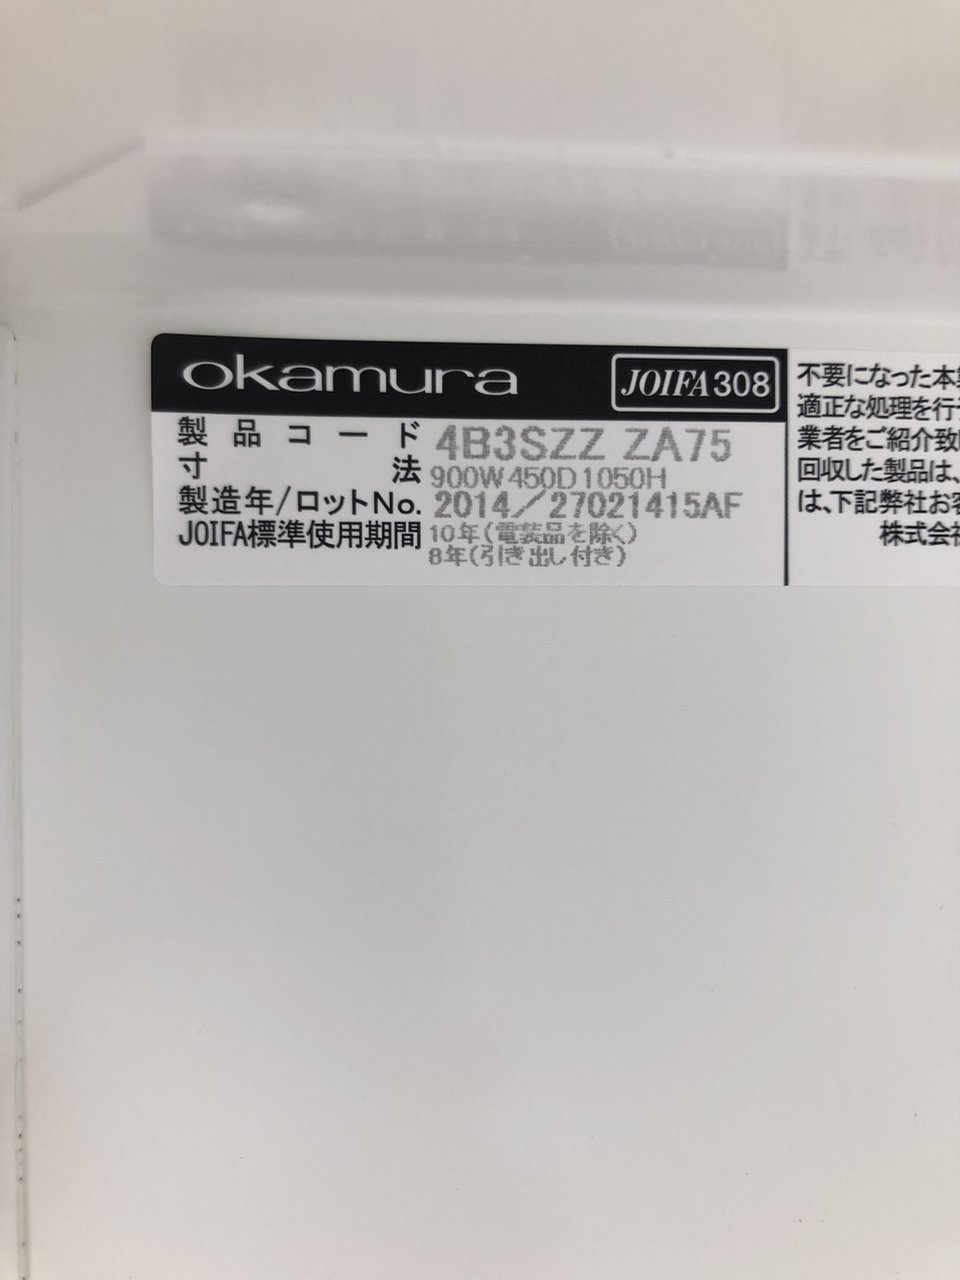 okamura JOIFA308
製品コード 4B3SZZ ZA75
寸法 900W450D1050H
製造年/ロットNo. 2014/27021415AF
JOIFA標準使用期間 10年(電装品を除く)
8年(引き出し付き)
不要になった本
適正な処理を行
業者をご紹介致
回収した製品は、
は、下記弊社お客
株式会社